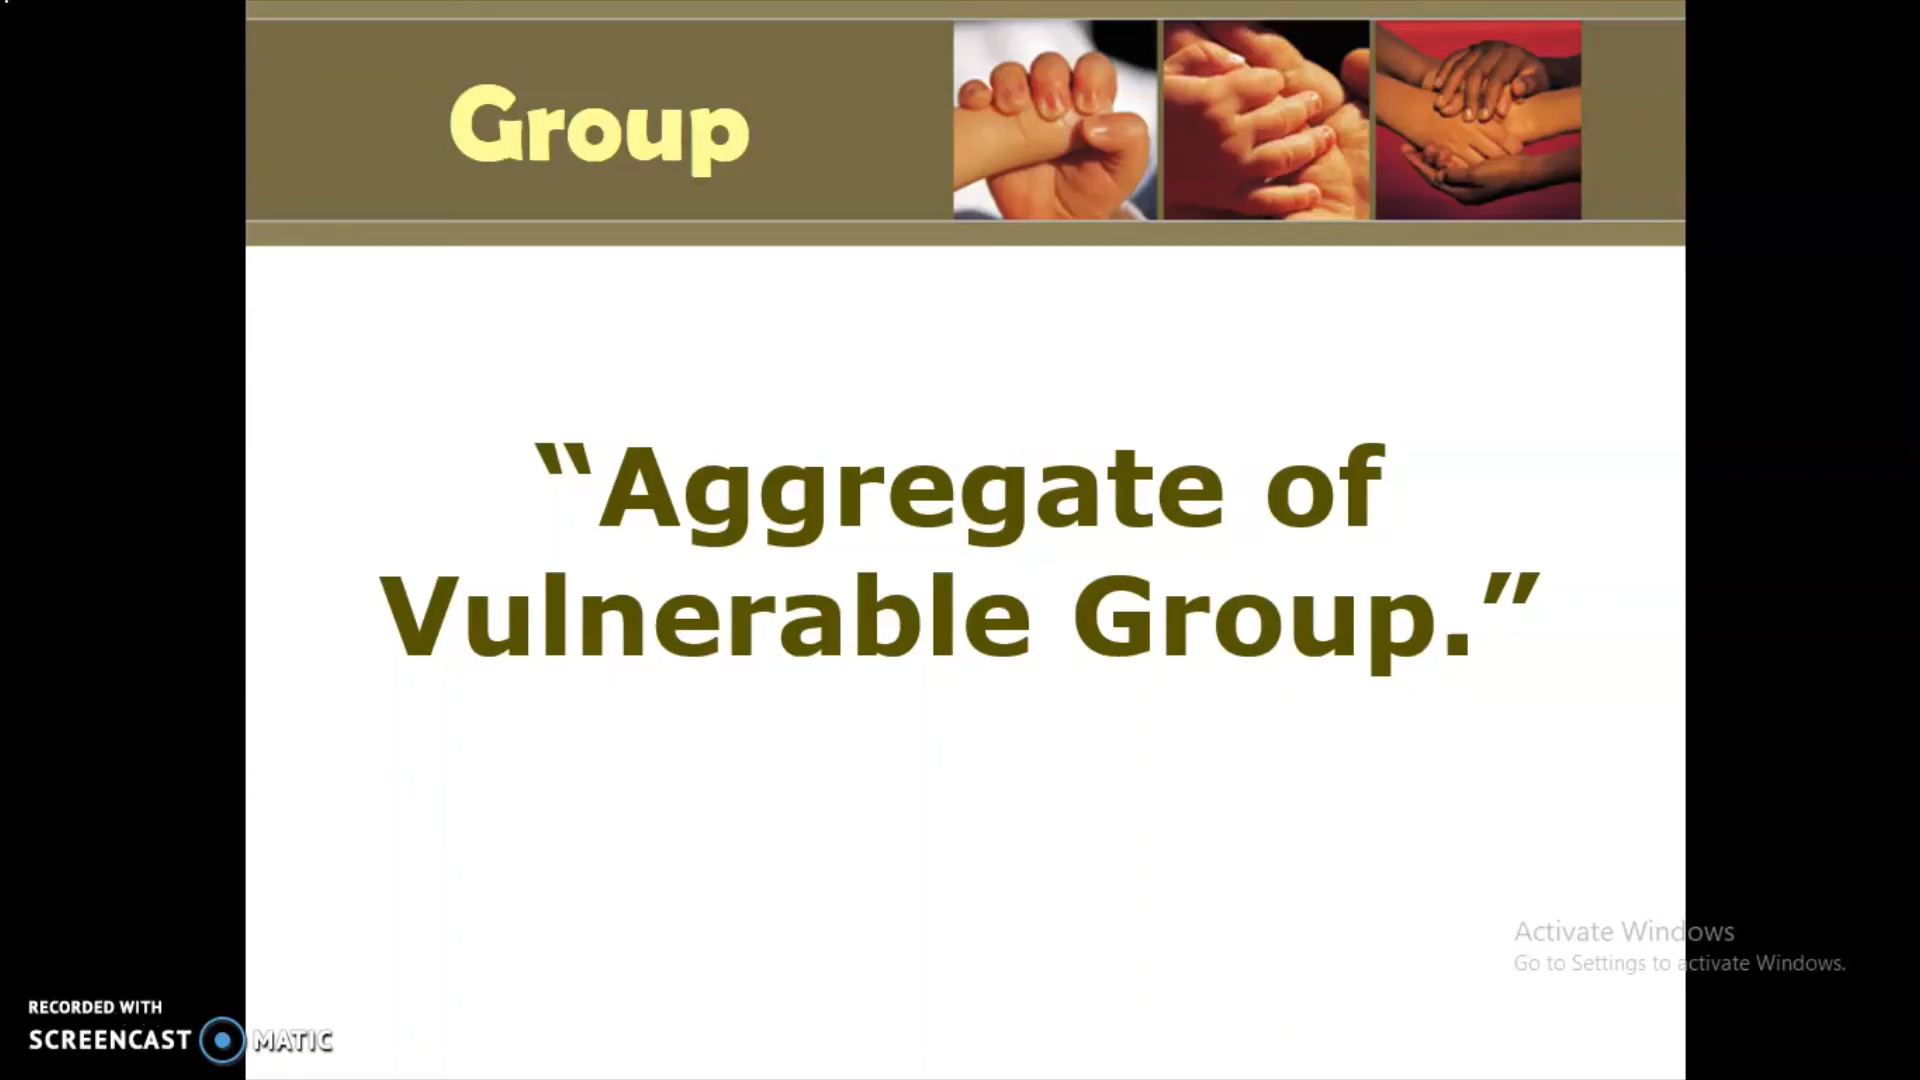 Group
“Aggregate of
Vulnerable Group.”
Activate Windows
Go to Settings to activate Windows.
RECORDED WITH
SCREENCAST MATIC